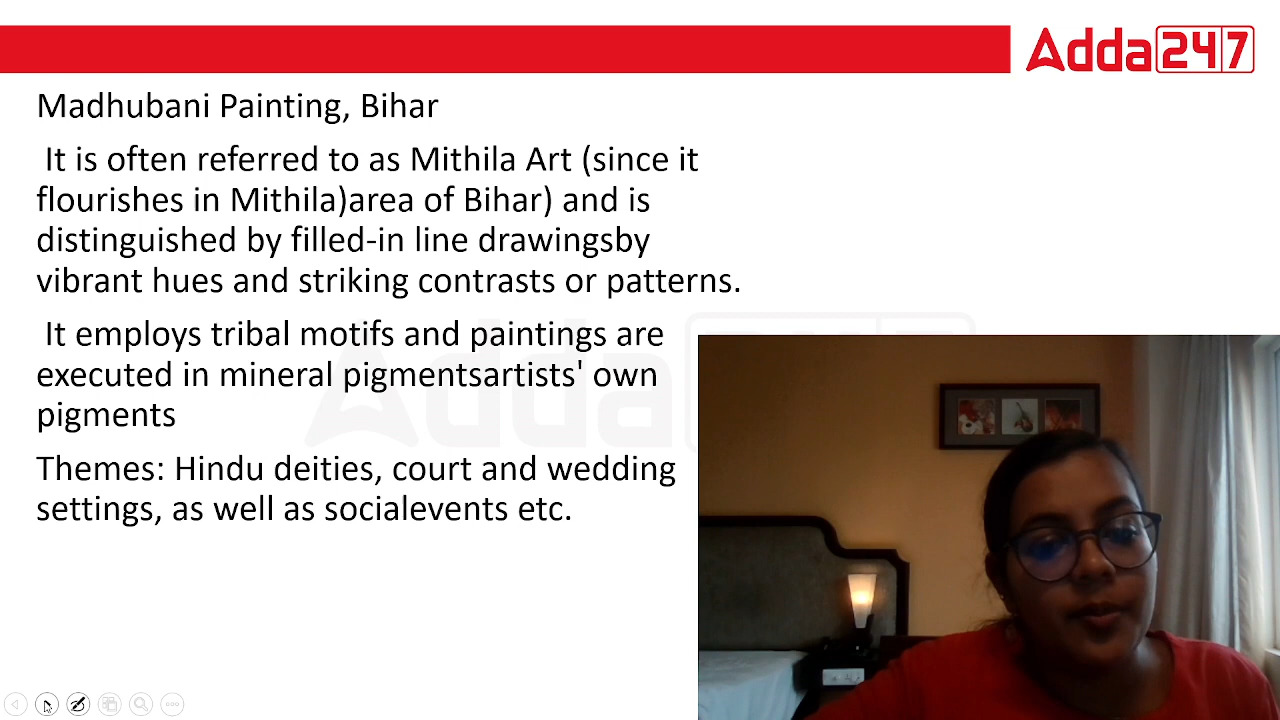 Adda247
Madhubani Painting, Bihar
It is often referred to as Mithila Art (since it
flourishes in Mithila)area of Bihar) and is
distinguished by filled-in line drawingsby
vibrant hues and striking contrasts or patterns.
It employs tribal motifs and paintings are
executed in mineral pigmentsartists' own
pigments
Themes: Hindu deities, court and wedding
settings, as well as socialevents etc.
Adda247